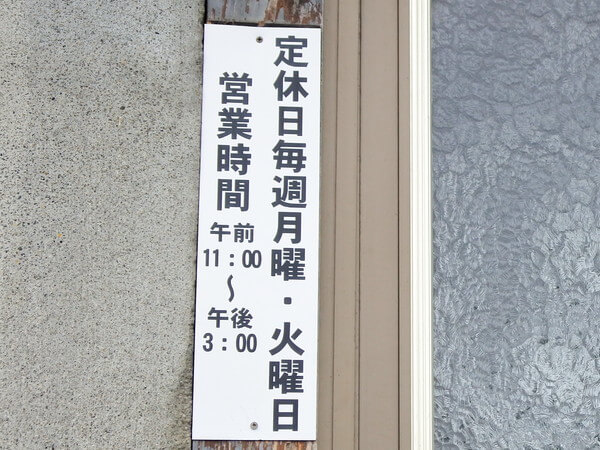 定休日毎週月曜・火曜日
営業時間
午前
11：00
〜
午後
3：00